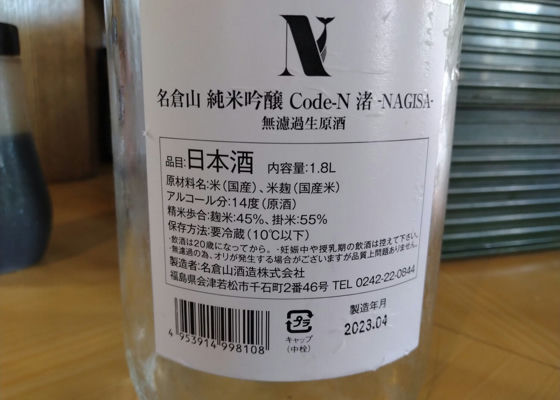 N
名倉山 純米吟醸 Code-N 渚 -NAGISA-
無濾過生原酒
品目:日本酒 内容量:1.8L
原材料名:米(国産)、米麹(国産米)
アルコール分:14度(原酒)
精米歩合:麹米:45%、掛米:55%
保存方法:要冷蔵(10℃以下)
・飲酒は20歳になってから。・妊娠中や授乳期の飲酒は控えて下さい。
・無濾過の為、オリが発生する場合がございますが品質上問題ありません。
製造者:名倉山酒造株式会社
福島県会津若松市千石町2番46号 TEL 0242-22-0844
4 953914 998108
プラ
キャップ
(中栓)
製造年月
2023.04